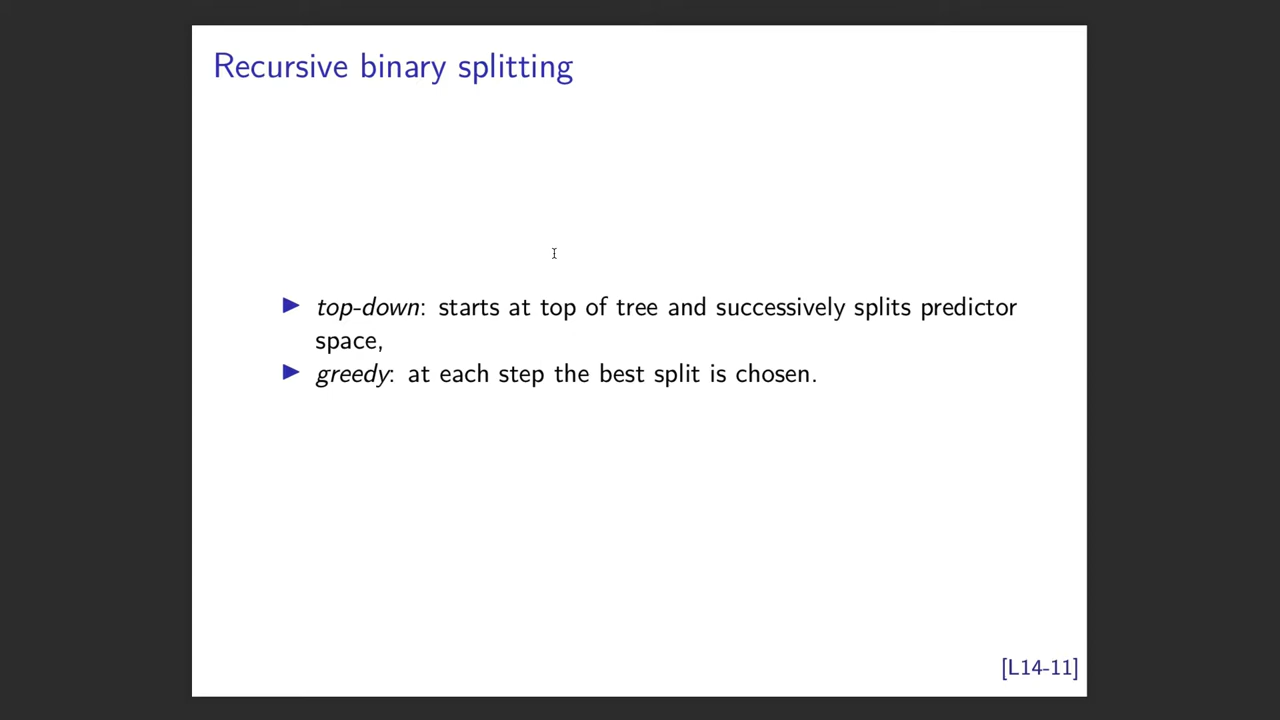 Recursive binary splitting
▶ top-down: starts at top of tree and successively splits predictor
space,
▶ greedy: at each step the best split is chosen.
[L14-11]